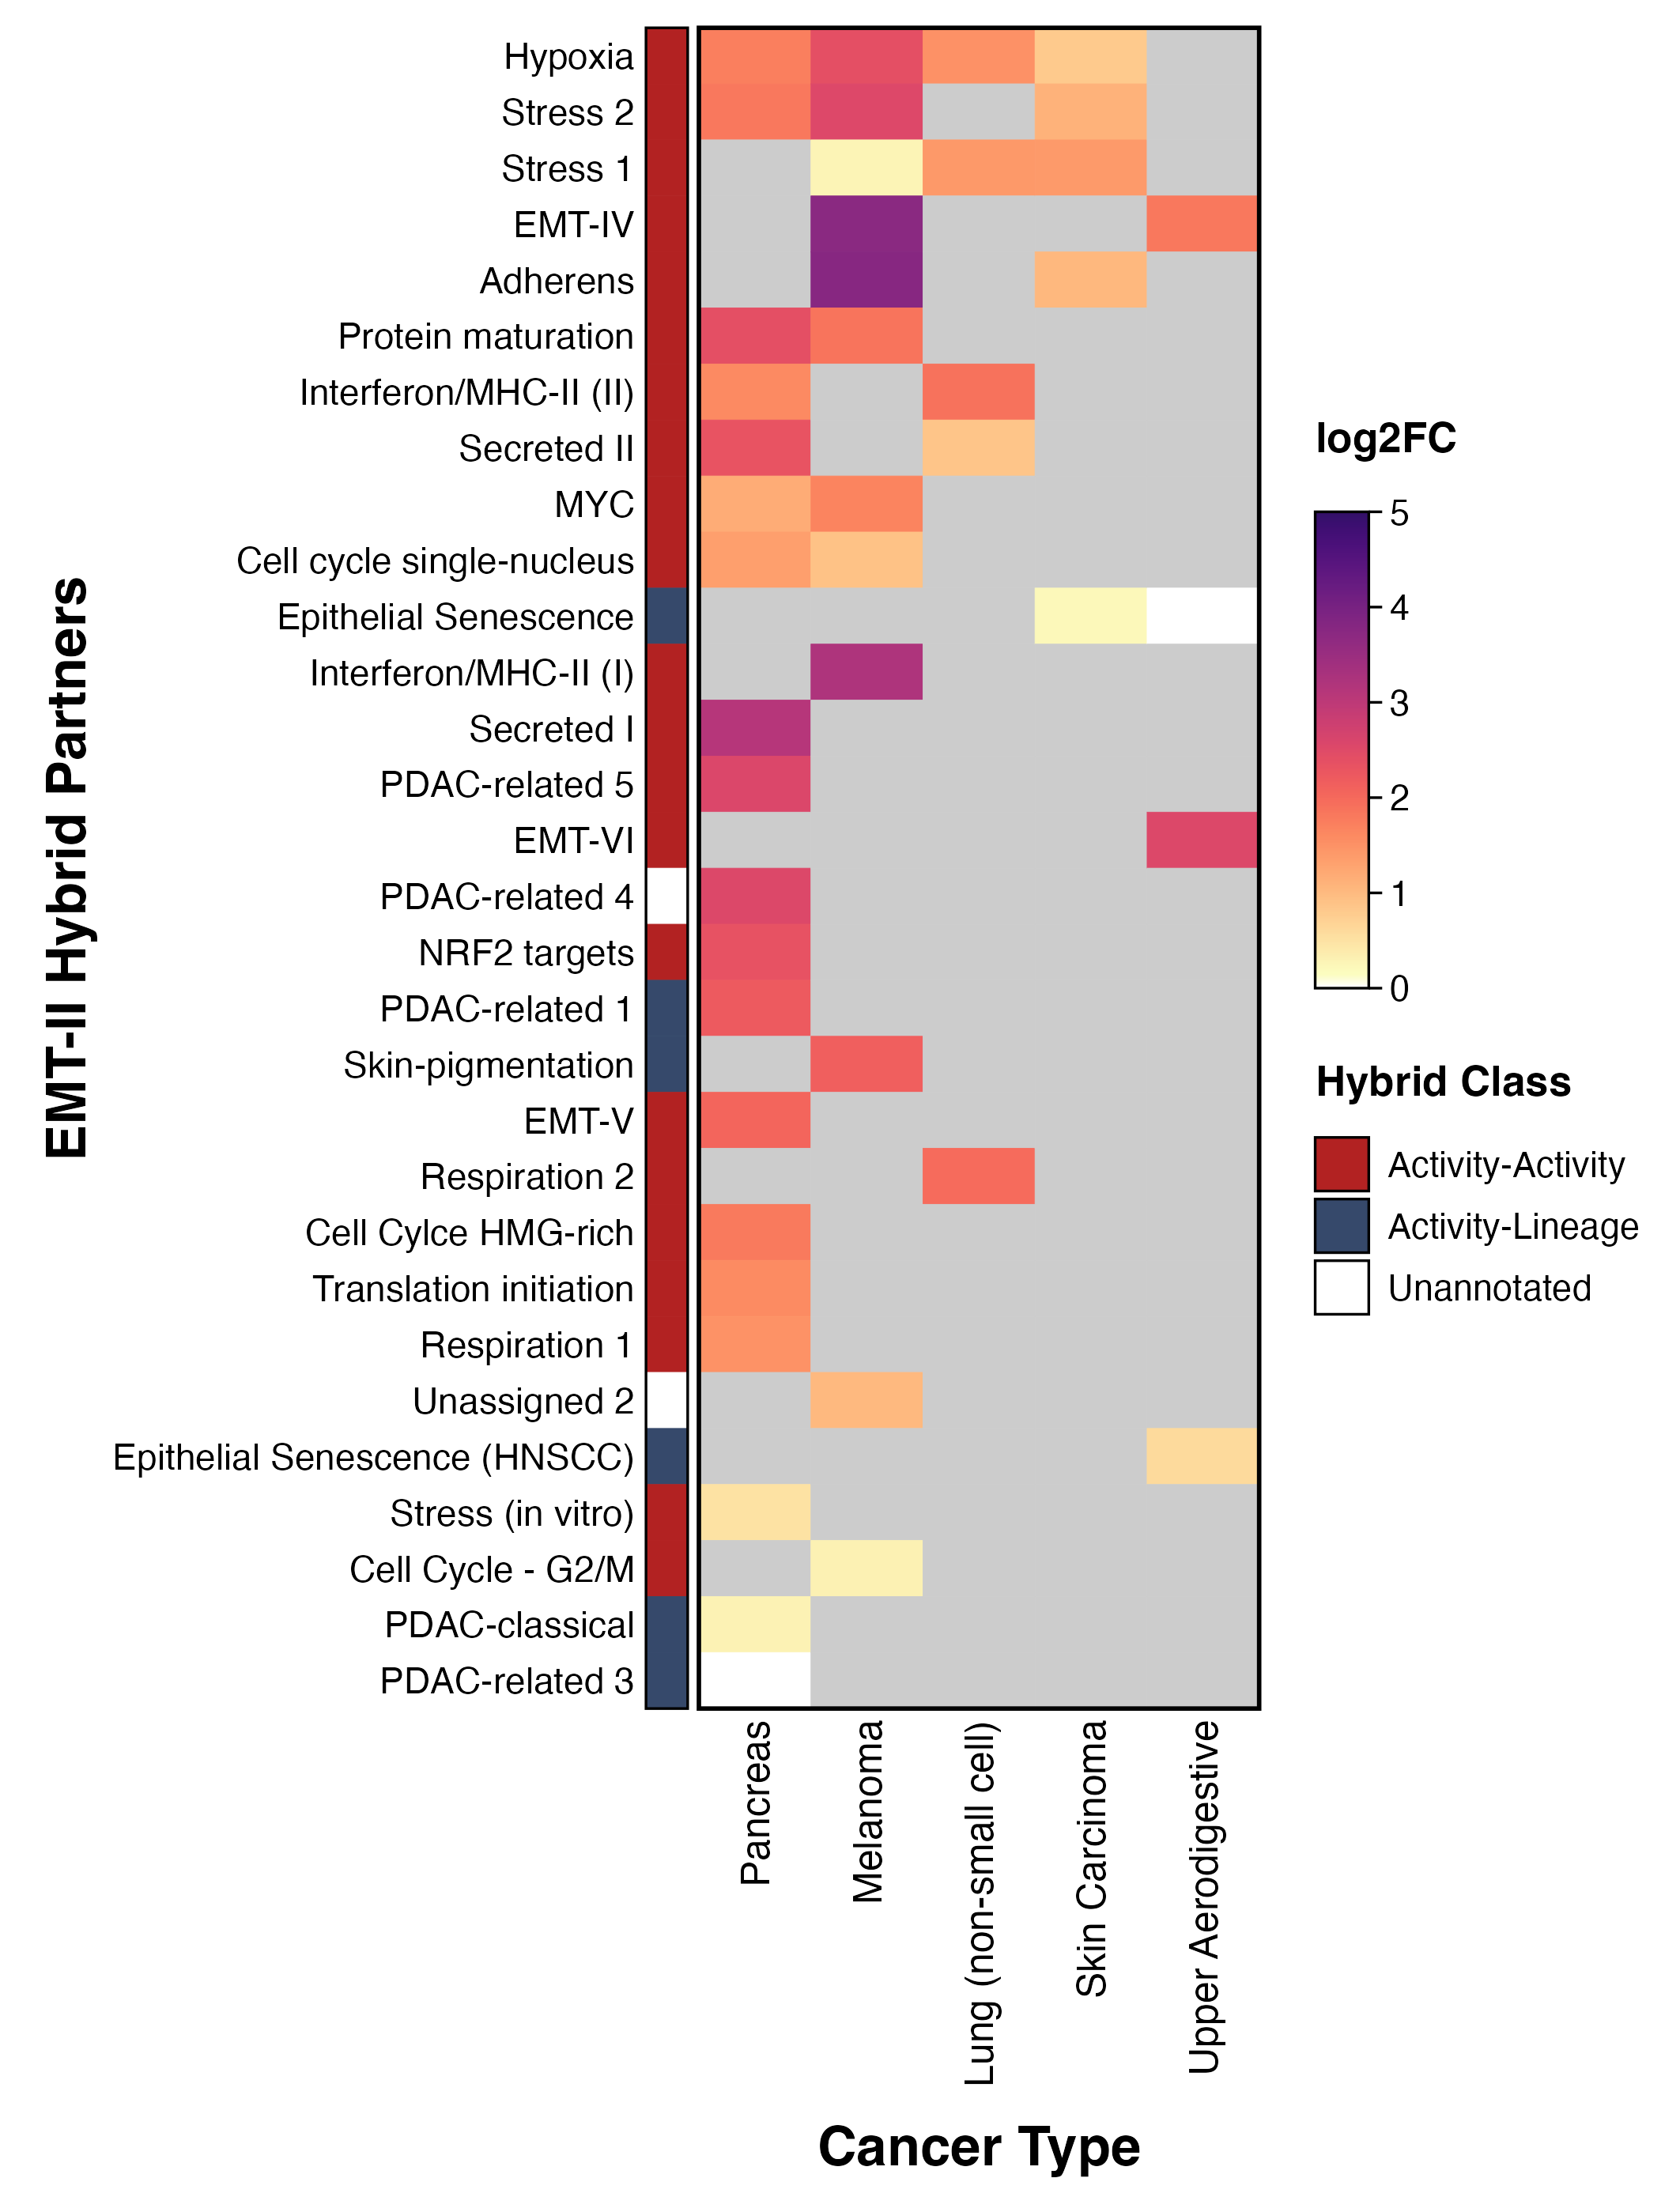 EMT-II Hybrid Partners
Hypoxia
Stress 2
Stress 1
EMT-IV
Adherens
Protein maturation
Interferon/MHC-II (II)
Secreted II
MYC
Cell cycle single-nucleus
Epithelial Senescence
Interferon/MHC-II (I)
Secreted I
PDAC-related 5
EMT-VI
PDAC-related 4
NRF2 targets
PDAC-related 1
Skin-pigmentation
EMT-V
Respiration 2
Cell Cylce HMG-rich
Translation initiation
Respiration 1
Unassigned 2
Epithelial Senescence (HNSCC)
Stress (in vitro)
Cell Cycle - G2/M
PDAC-classical
PDAC-related 3
Pancreas
Melanoma
Lung (non-small cell)
Skin Carcinoma
Upper Aerodigestive
Cancer Type
log2FC
5
4
3
2
1
0
Hybrid Class
Activity-Activity
Activity-Lineage
Unannotated